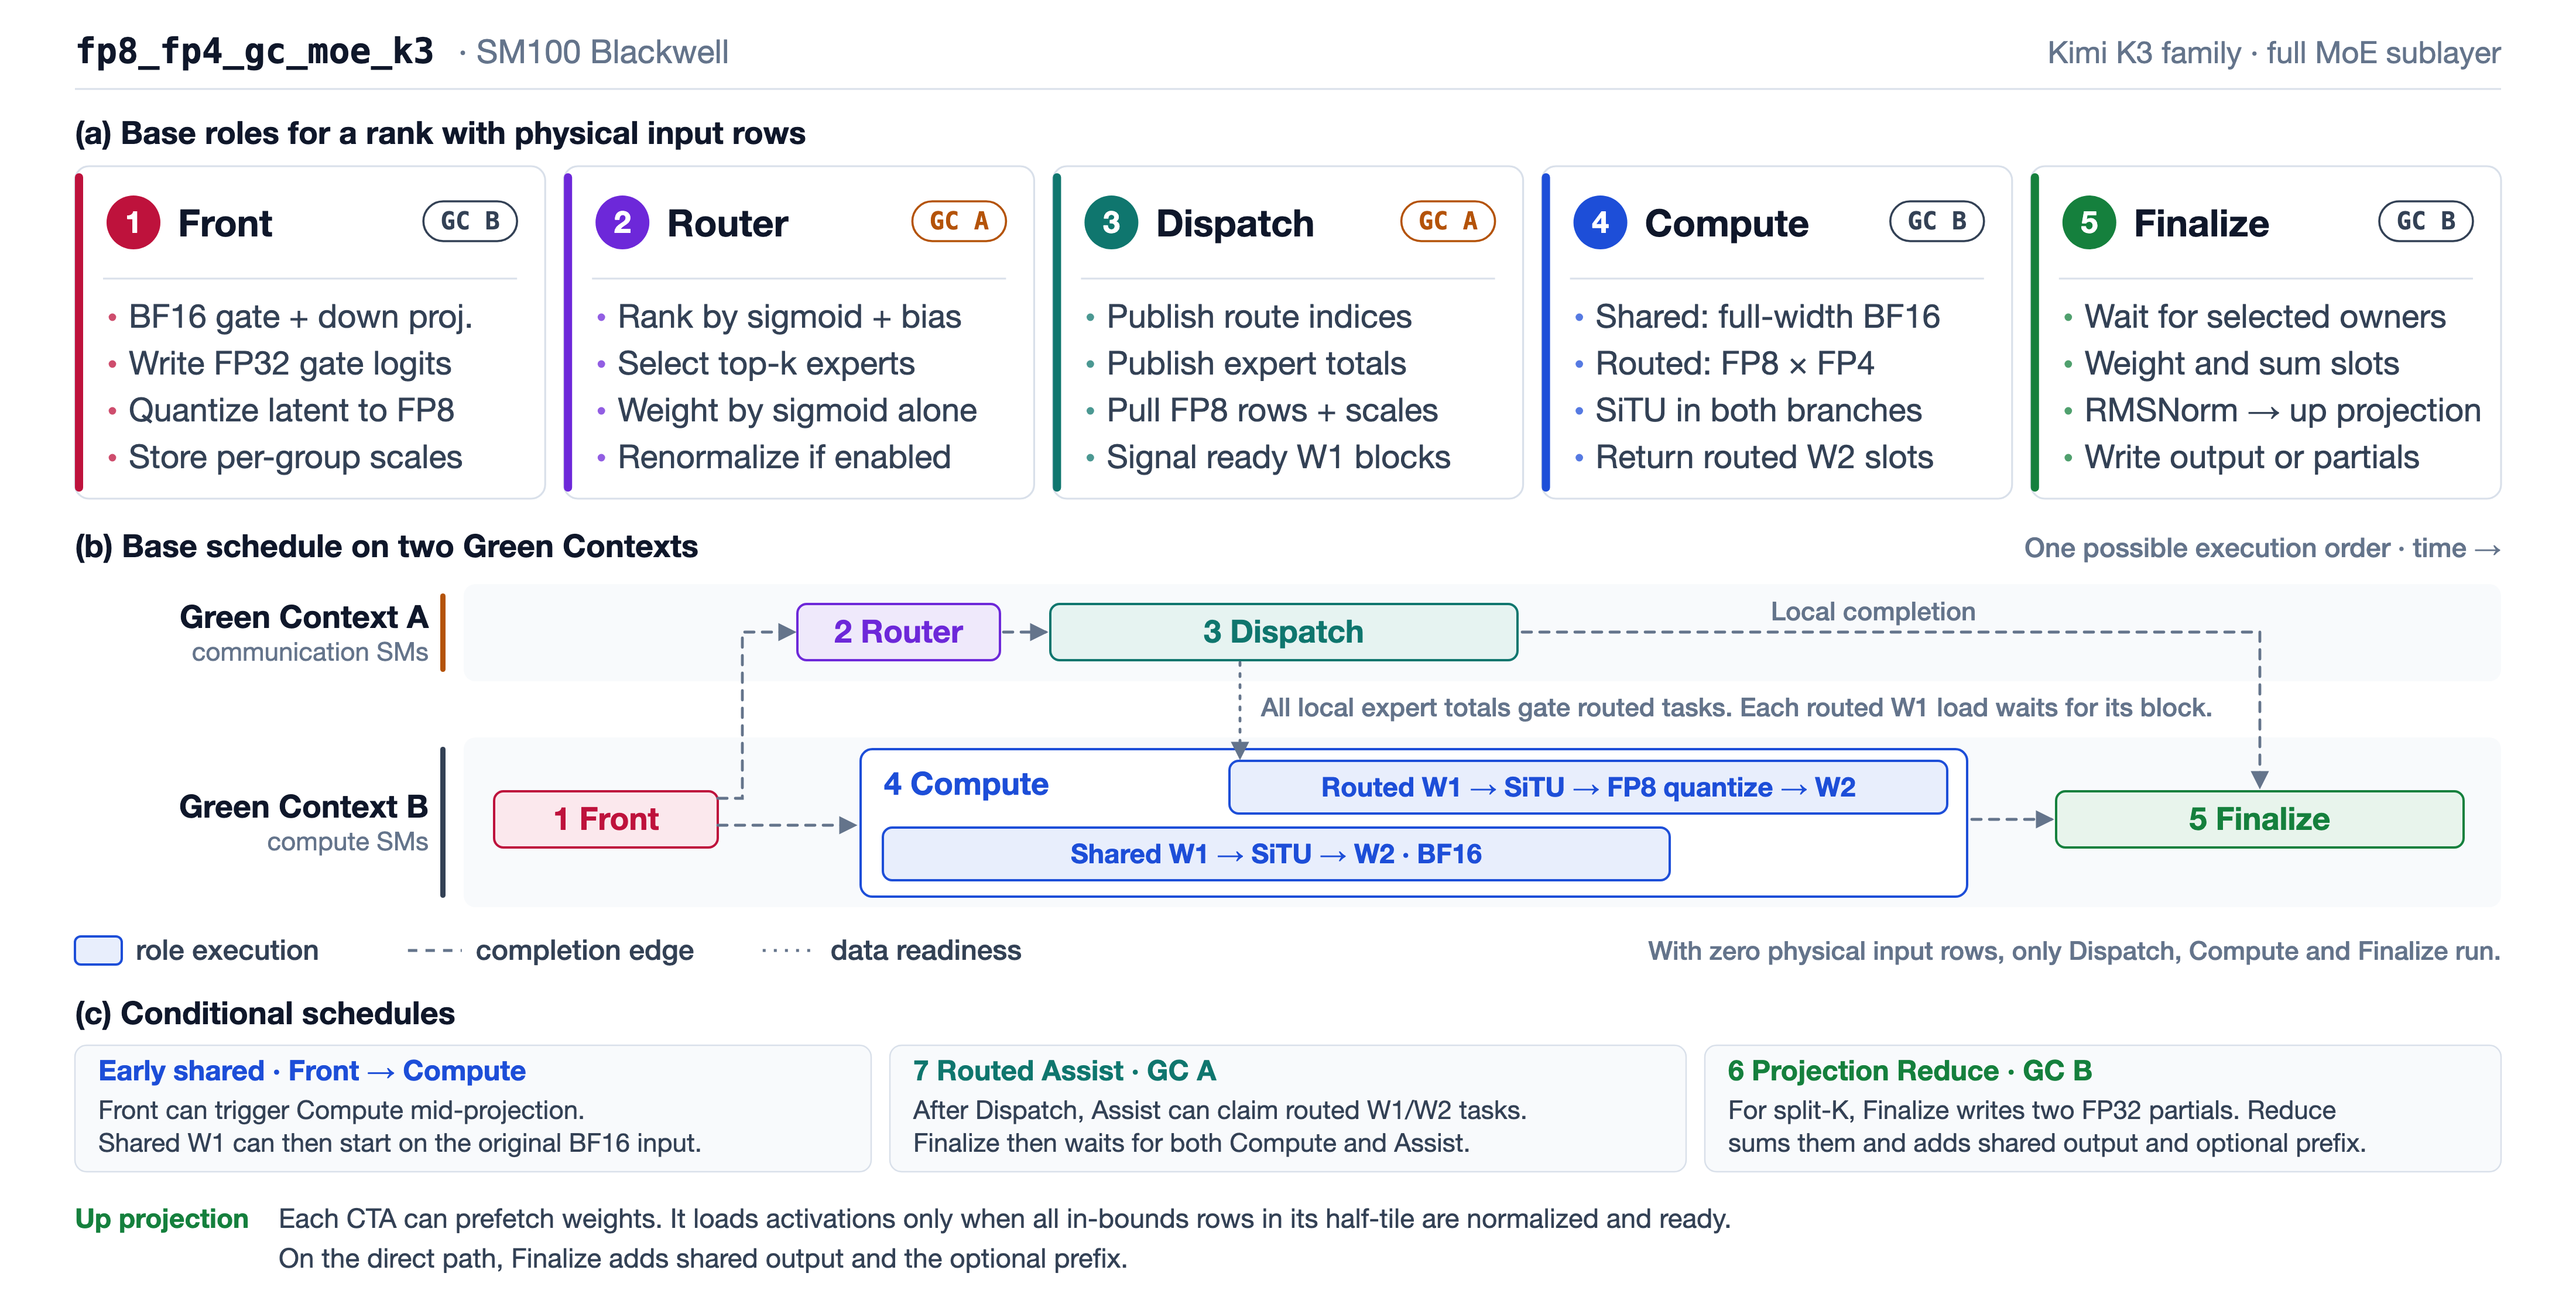 fp8_fp4_gc_moe_k3 · SM100 Blackwell
Kimi K3 family · full MoE sublayer
(a) Base roles for a rank with physical input rows
1 Front GC B
• BF16 gate + down proj.
• Write FP32 gate logits
• Quantize latent to FP8
• Store per-group scales
2 Router GC A
• Rank by sigmoid + bias
• Select top-k experts
• Weight by sigmoid alone
• Renormalize if enabled
3 Dispatch GC A
• Publish route indices
• Publish expert totals
• Pull FP8 rows + scales
• Signal ready W1 blocks
4 Compute GC B
• Shared: full-width BF16
• Routed: FP8 × FP4
• SiTU in both branches
• Return routed W2 slots
5 Finalize GC B
• Wait for selected owners
• Weight and sum slots
• RMSNorm → up projection
• Write output or partials
(b) Base schedule on two Green Contexts
One possible execution order · time →
Green Context A
communication SMs
2 Router
3 Dispatch
Local completion
All local expert totals gate routed tasks. Each routed W1 load waits for its block.
Green Context B
compute SMs
1 Front
4 Compute
Routed W1 → SiTU → FP8 quantize → W2
Shared W1 → SiTU → W2 · BF16
5 Finalize
role execution
completion edge
data readiness
With zero physical input rows, only Dispatch, Compute and Finalize run.
(c) Conditional schedules
Early shared · Front → Compute
Front can trigger Compute mid-projection.
Shared W1 can then start on the original BF16 input.
7 Routed Assist · GC A
After Dispatch, Assist can claim routed W1/W2 tasks.
Finalize then waits for both Compute and Assist.
6 Projection Reduce · GC B
For split-K, Finalize writes two FP32 partials. Reduce
sums them and adds shared output and optional prefix.
Up projection Each CTA can prefetch weights. It loads activations only when all in-bounds rows in its half-tile are normalized and ready.
On the direct path, Finalize adds shared output and the optional prefix.